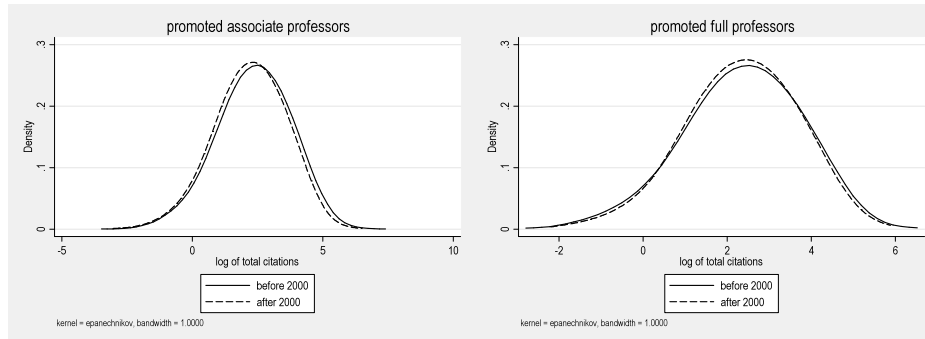 promoted associate professors
.3
.2
.1
0
Density
-5
0
5
10
log of total citations
before 2000
after 2000
kernel = epanechnikov, bandwidth = 1.0000
promoted full professors
.3
.2
.1
0
Density
-2
0
2
4
6
log of total citations
before 2000
after 2000
kernel = epanechnikov, bandwidth = 1.0000